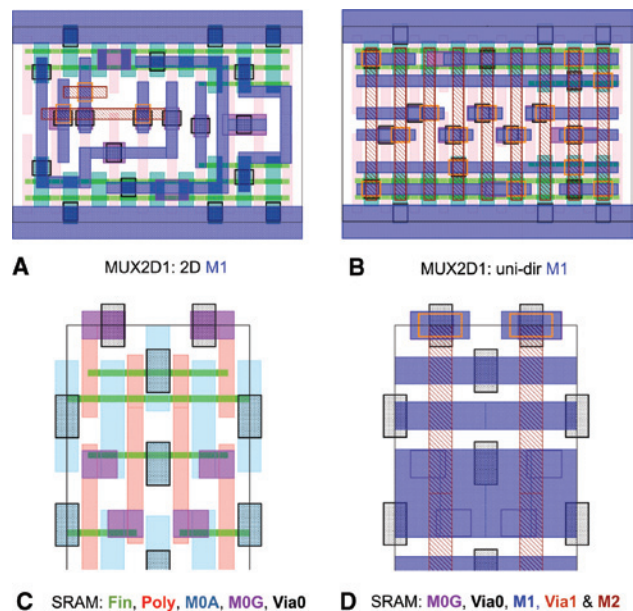 A MUX2D1: 2D M1
B MUX2D1: uni-dir M1
C SRAM: Fin, Poly, M0A, M0G, Via0
D SRAM: M0G, Via0, M1, Via1 & M2